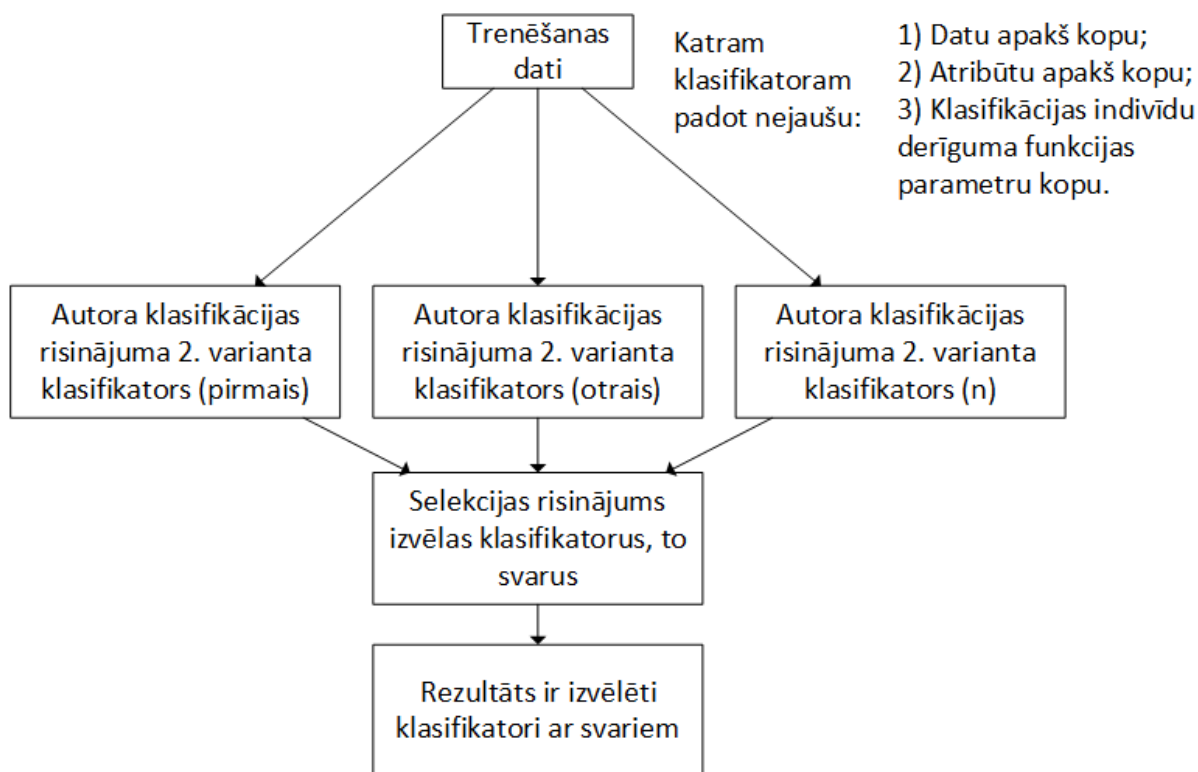 Trenēšanas
dati
Katram
klasifikatoram
padot nejaušu:
1) Datu apakš kopu;
2) Atribūtu apakš kopu;
3) Klasifikācijas indivīdu
derīguma funkcijas
parametru kopu.
Autora klasifikācijas
risinājuma 2. varianta
klasifikators (pirmais)
Autora klasifikācijas
risinājuma 2. varianta
klasifikators (otrais)
Autora klasifikācijas
risinājuma 2. varianta
klasifikators (n)
Selekcijas risinājums
izvēlas klasifikatorus, to
svarus
Rezultāts ir izvēlēti
klasifikatori ar svariem